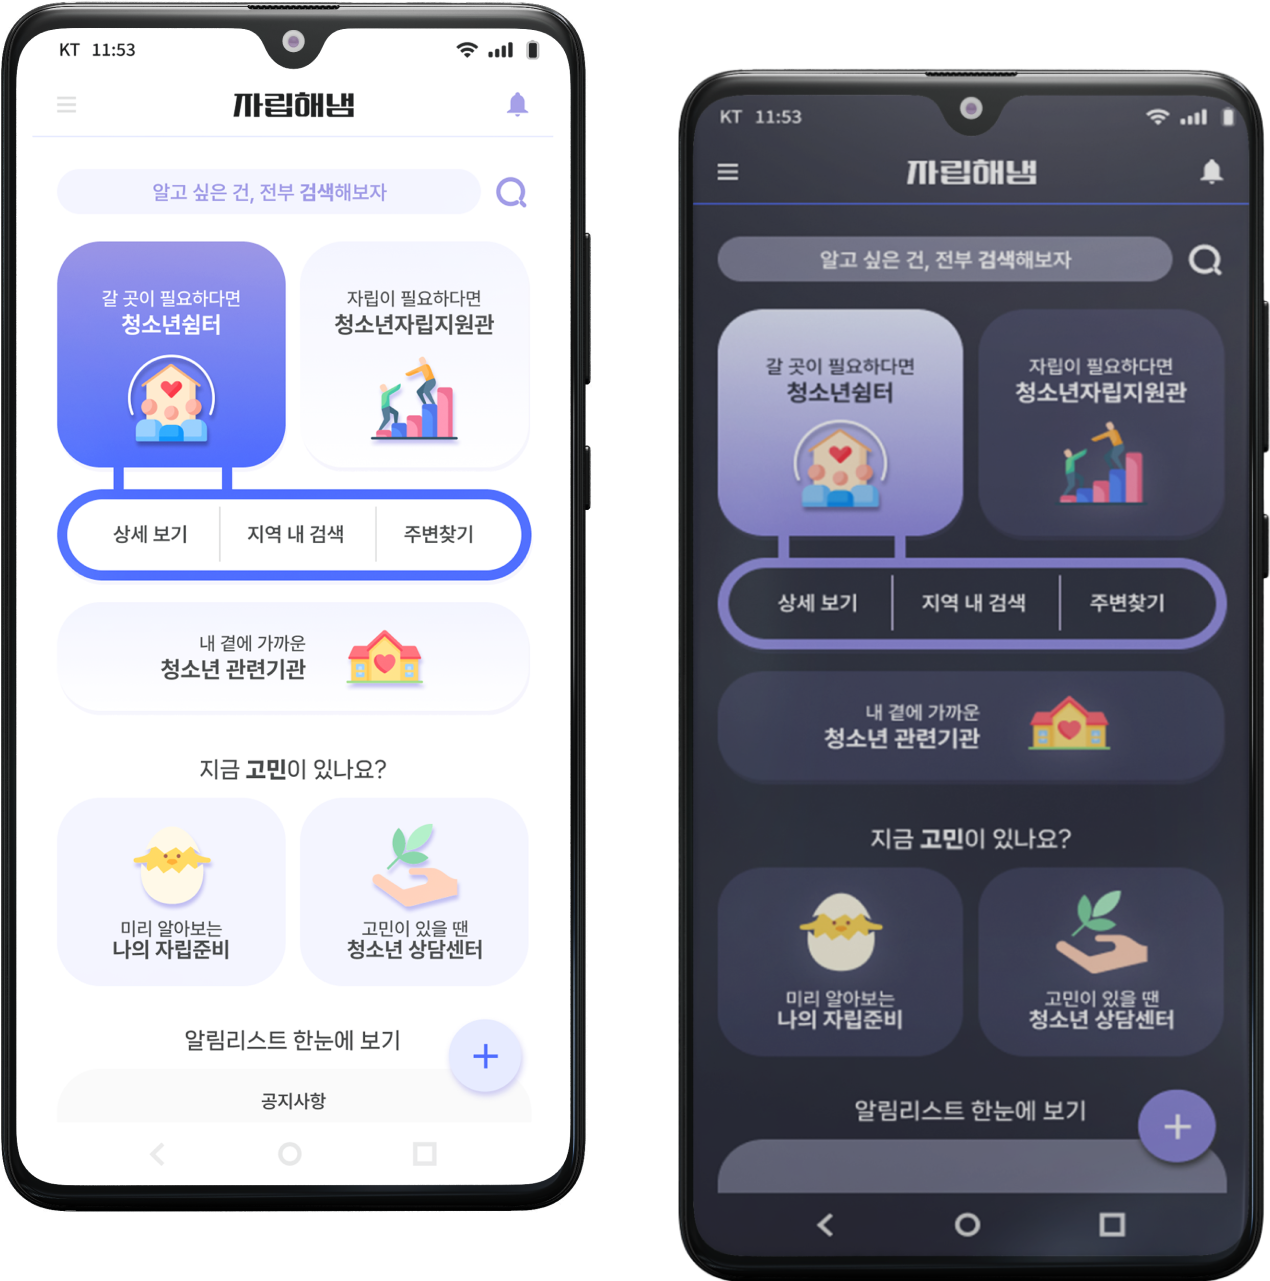 KT 11:53
자립해냄
알고 싶은 건, 전부 검색해보자
갈 곳이 필요하다면
청소년쉼터
자립이 필요하다면
청소년자립지원관
상세 보기
지역 내 검색
주변찾기
내 곁에 가까운
청소년 관련기관
지금 고민이 있나요?
미리 알아보는
나의 자립준비
고민이 있을 땐
청소년 상담센터
알림리스트 한눈에 보기
공지사항
KT 11:53
자립해냄
알고 싶은 건, 전부 검색해보자
갈 곳이 필요하다면
청소년쉼터
자립이 필요하다면
청소년자립지원관
상세 보기
지역 내 검색
주변찾기
내 곁에 가까운
청소년 관련기관
지금 고민이 있나요?
미리 알아보는
나의 자립준비
고민이 있을 땐
청소년 상담센터
알림리스트 한눈에 보기